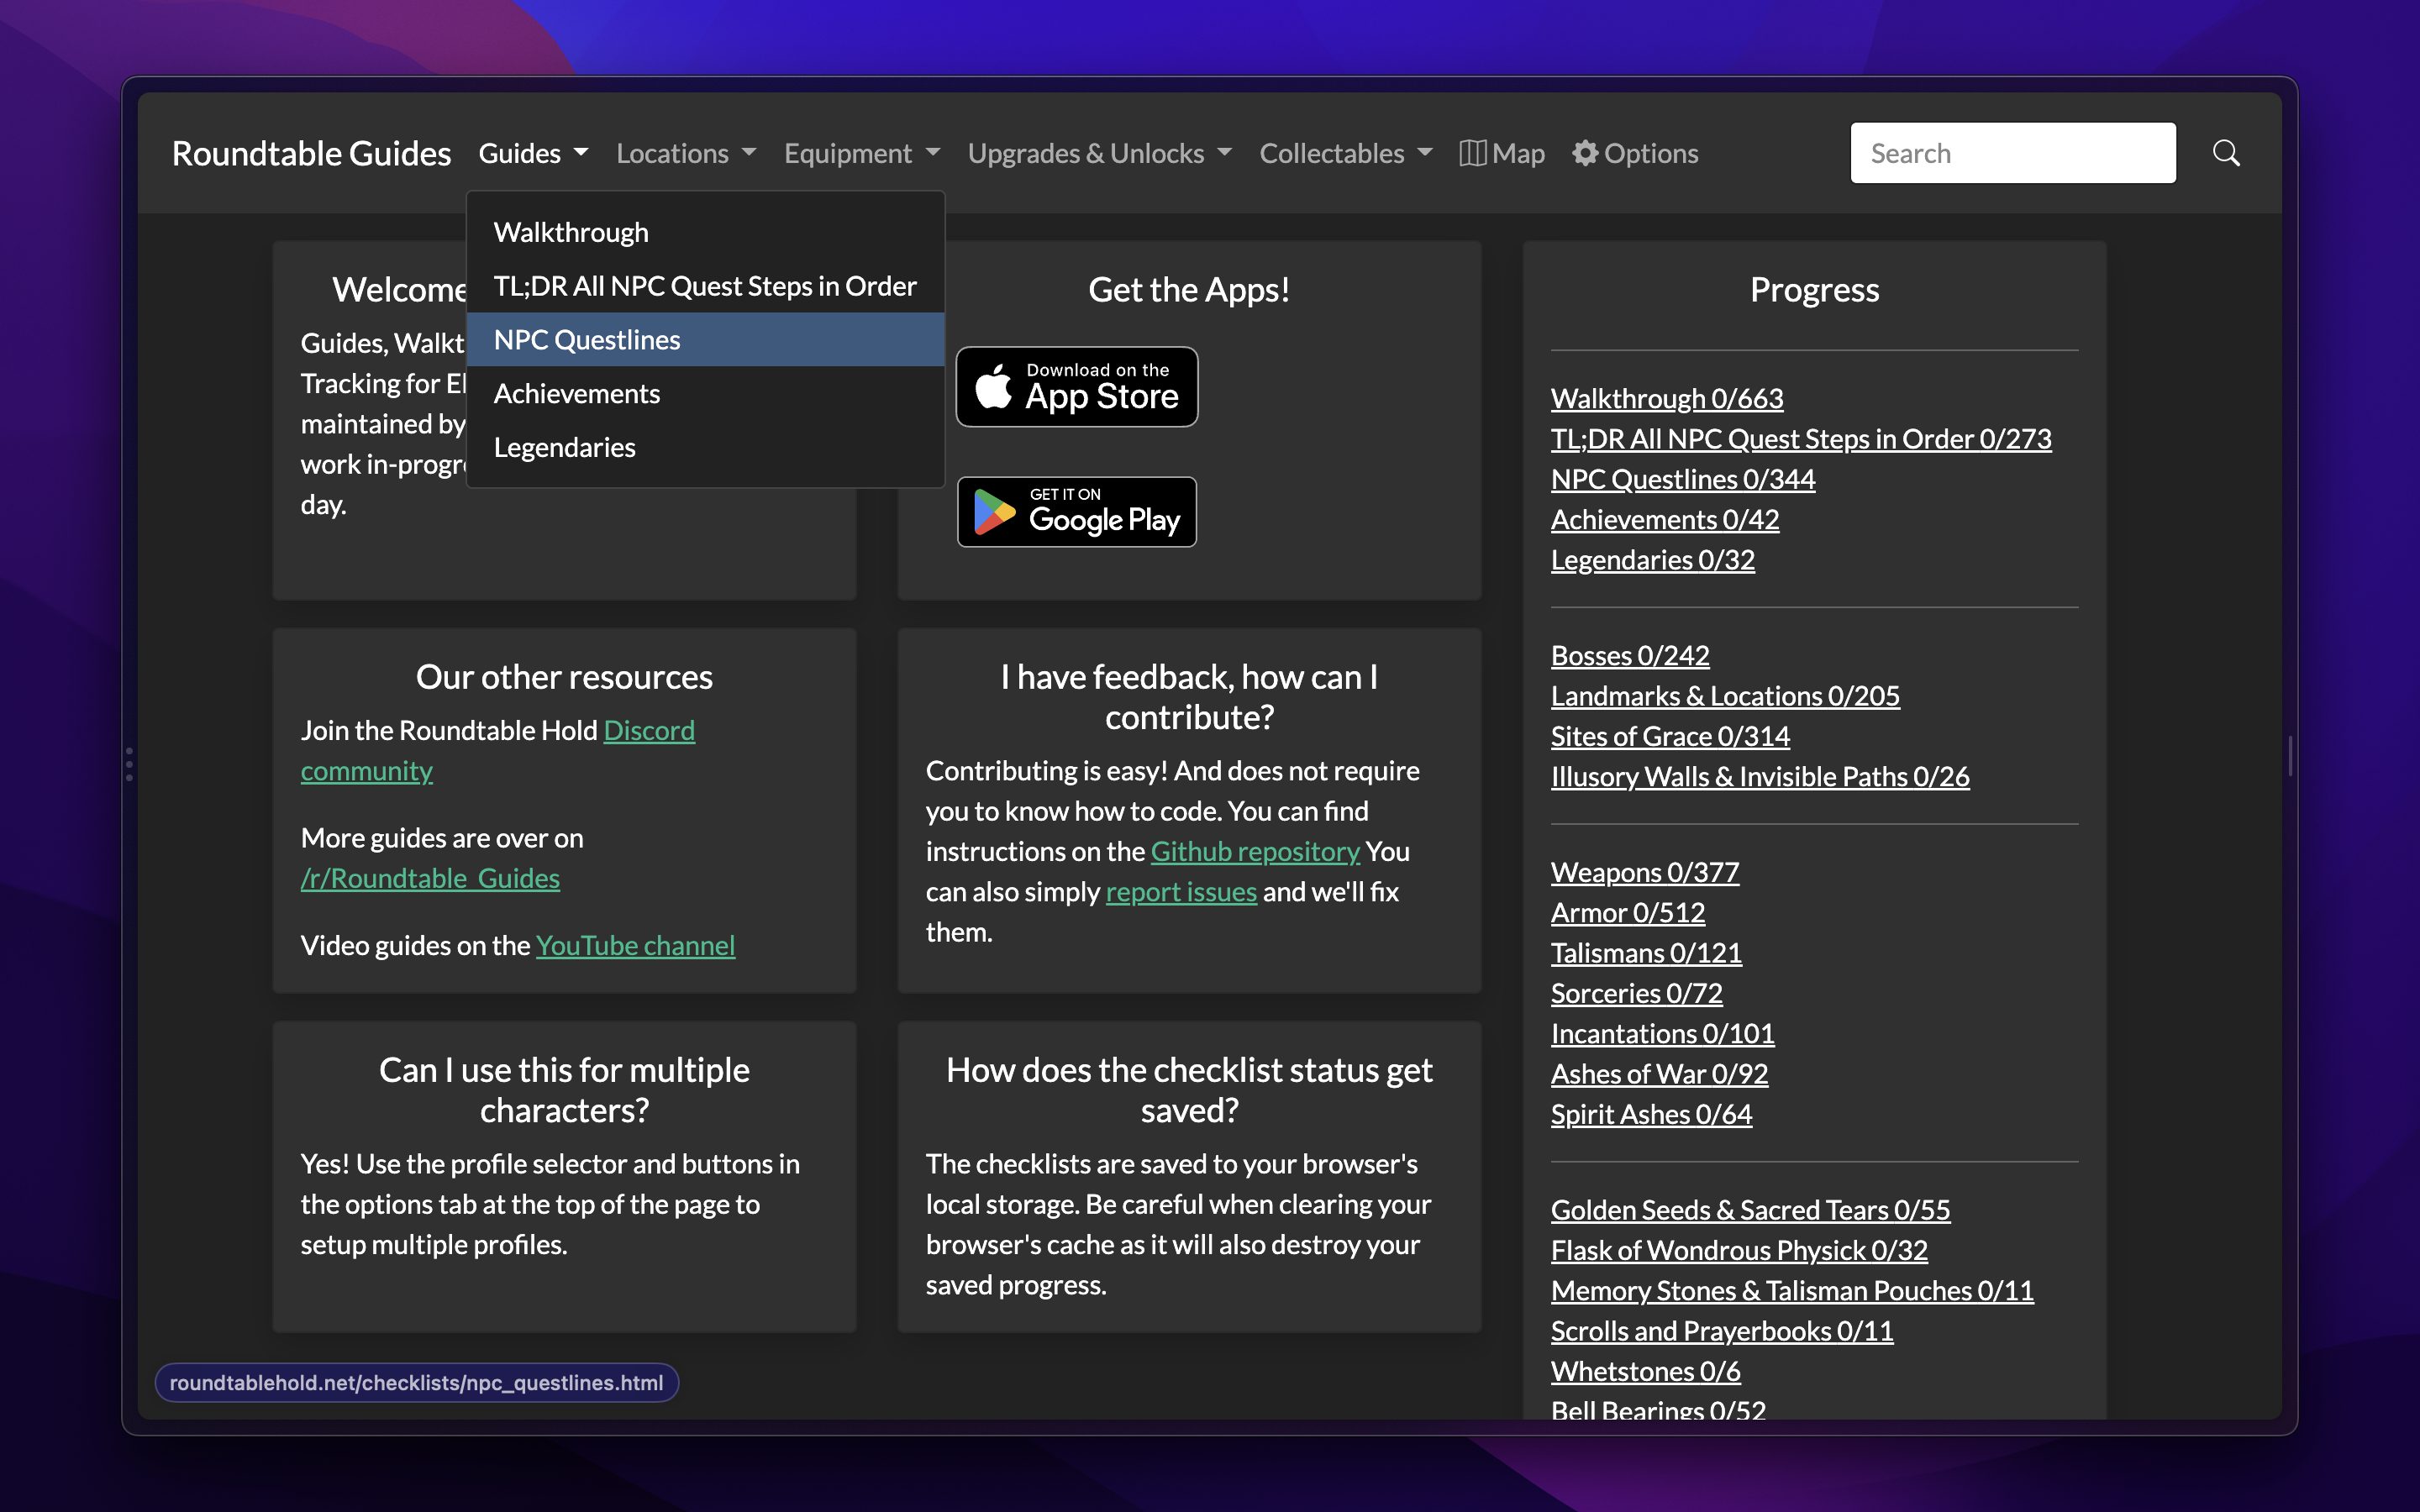 Roundtable Guides
Guides
Locations
Equipment
Upgrades & Unlocks
Collectables
Map
Options
Search
Walkthrough
TL;DR All NPC Quest Steps in Order
NPC Questlines
Achievements
Legendaries
Welcome
Guides, Walkt
Tracking for
maintained by
work in-progr
day.
Get the Apps!
Download on the
App Store
GET IT ON
Google Play
Our other resources
Join the Roundtable Hold Discord
community
More guides are over on
/r/Roundtable_Guides
Video guides on the YouTube channel
I have feedback, how can I
contribute?
Contributing is easy! And does not require
you to know how to code. You can find
instructions on the Github repository You
can also simply report issues and we'll fix
them.
Can I use this for multiple
characters?
Yes! Use the profile selector and buttons in
the options tab at the top of the page to
setup multiple profiles.
How does the checklist status get
saved?
The checklists are saved to your browser's
local storage. Be careful when clearing your
browser's cache as it will also destroy your
saved progress.
Progress
Walkthrough 0/663
TL;DR All NPC Quest Steps in Order 0/273
NPC Questlines 0/344
Achievements 0/42
Legendaries 0/32
Bosses 0/242
Landmarks & Locations 0/205
Sites of Grace 0/314
Illusory Walls & Invisible Paths 0/26
Weapons 0/377
Armor 0/512
Talismans 0/121
Sorceries 0/72
Incantations 0/101
Ashes of War 0/92
Spirit Ashes 0/64
Golden Seeds & Sacred Tears 0/55
Flask of Wondrous Physick 0/32
Memory Stones & Talisman Pouches 0/11
Scrolls and Prayerbooks 0/11
Whetstones 0/6
Bell Bearings 0/52
roundtablehold.net/checklists/npc_questlines.html